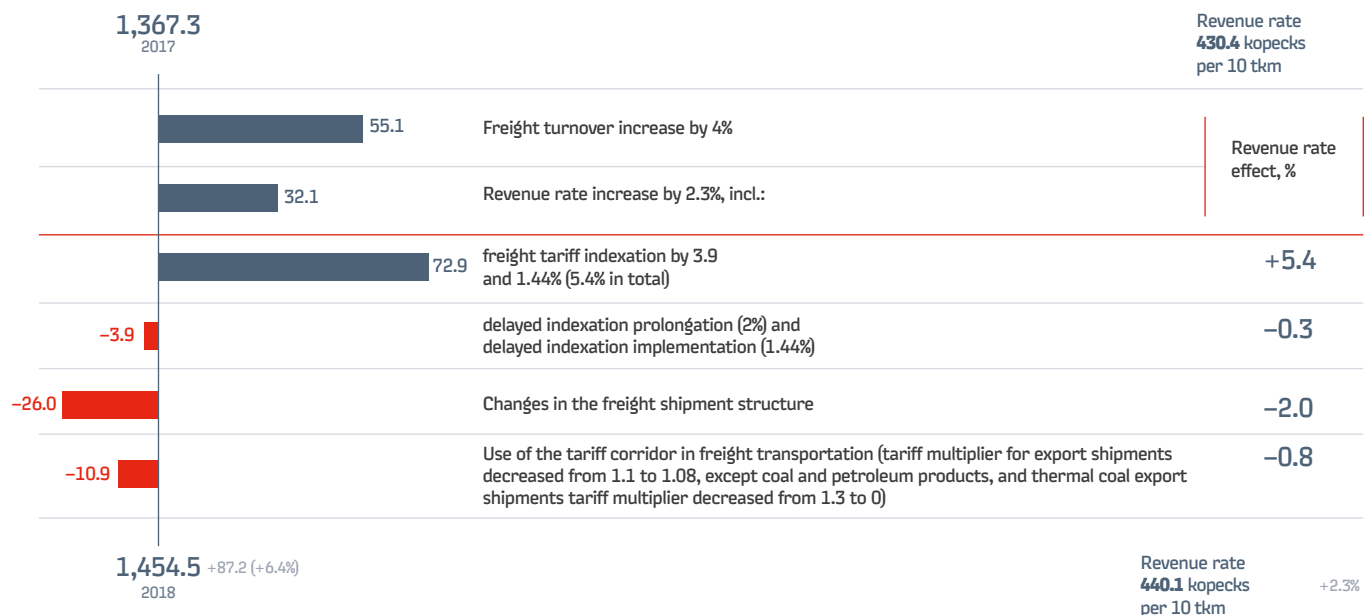 1,367.3
2017
Revenue rate
430.4 kopecks
per 10 tkm
55.1
Freight turnover increase by 4%
Revenue rate
effect, %
32.1
Revenue rate increase by 2.3%, incl.:
72.9
freight tariff indexation by 3.9
and 1.44% (5.4% in total)
+5.4
–3.9
delayed indexation prolongation (2%) and
delayed indexation implementation (1.44%)
–0.3
–26.0
Changes in the freight shipment structure
–2.0
–10.9
Use of the tariff corridor in freight transportation (tariff multiplier for export shipments
decreased from 1.1 to 1.08, except coal and petroleum products, and thermal coal export
shipments tariff multiplier decreased from 1.3 to 0)
–0.8
1,454.5 +87.2 (+6.4%)
2018
Revenue rate
440.1 kopecks
per 10 tkm
+2.3%